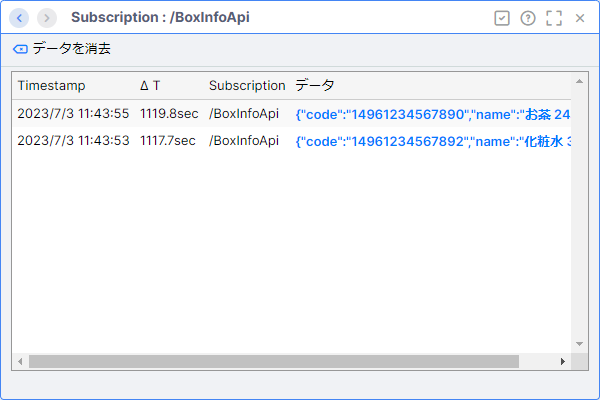 Subscription : /BoxInfoApi
データを消去
Timestamp Δ T Subscription データ
2023/7/3 11:43:55 1119.8sec /BoxInfoApi {"code":"14961234567890","name":"お茶 24
2023/7/3 11:43:53 1117.7sec /BoxInfoApi {"code":"14961234567892","name":"化粧水 3